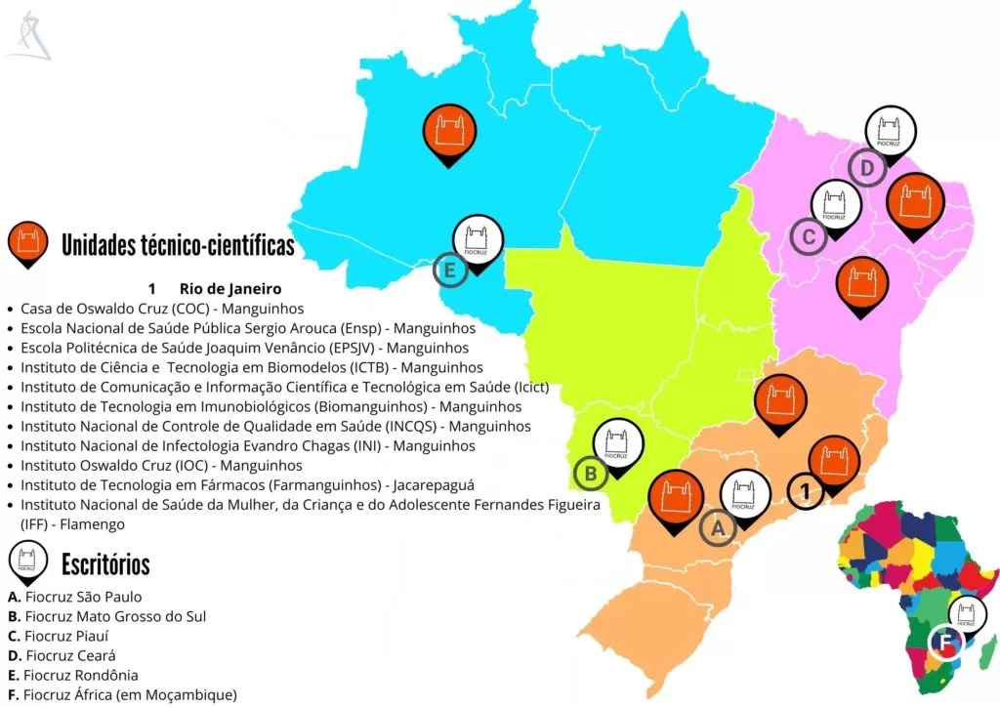 Unidades técnico-científicas
1 Rio de Janeiro
• Casa de Oswaldo Cruz (COC) - Manguinhos
• Escola Nacional de Saúde Pública Sergio Arouca (Ensp) - Manguinhos
• Escola Politécnica de Saúde Joaquim Venâncio (EPSJV) - Manguinhos
• Instituto de Ciência e Tecnologia em Biomodelos (ICTB) - Manguinhos
• Instituto de Comunicação e Informação Científica e Tecnológica em Saúde (Icict)
• Instituto de Tecnologia em Imunobiológicos (Biomanguinhos) - Manguinhos
• Instituto Nacional de Controle de Qualidade em Saúde (INCQS) - Manguinhos
• Instituto Nacional de Infectologia Evandro Chagas (INI) - Manguinhos
• Instituto Oswaldo Cruz (IOC) - Manguinhos
• Instituto de Tecnologia em Fármacos (Farmanguinhos) - Jacarepaguá
• Instituto Nacional de Saúde da Mulher, da Criança e do Adolescente Fernandes Figueira
(IFF) - Flamengo
FIOCRUZ
Escritórios
A. Fiocruz São Paulo
B. Fiocruz Mato Grosso do Sul
C. Fiocruz Piauí
D. Fiocruz Ceará
E. Fiocruz Rondônia
F. Fiocruz África (em Moçambique)
FIOCRUZ
D
FIOCRUZ
C
FIOCRUZ
E
FIOCRUZ
B
FIOCRUZ
A
1
FIOCRUZ
F